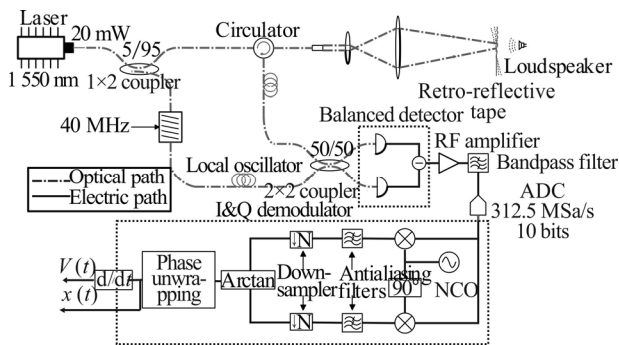 Laser
20 mW
1 550 nm
5/95
1×2 coupler
Circulator
Loudspeaker
Retro-reflective
tape
40 MHz
Balanced detector
50/50
RF amplifier
Bandpass filter
Local oscillator
2×2 coupler
Optical path
Electric path
I&Q demodulator
ADC
312.5 MSa/s
10 bits
V (t)
x (t)
d/dt
Phase
unwra-
pping
Arctan
↓N
↓N
Down-
sampler
Antialiasing
filters
90°
NCO